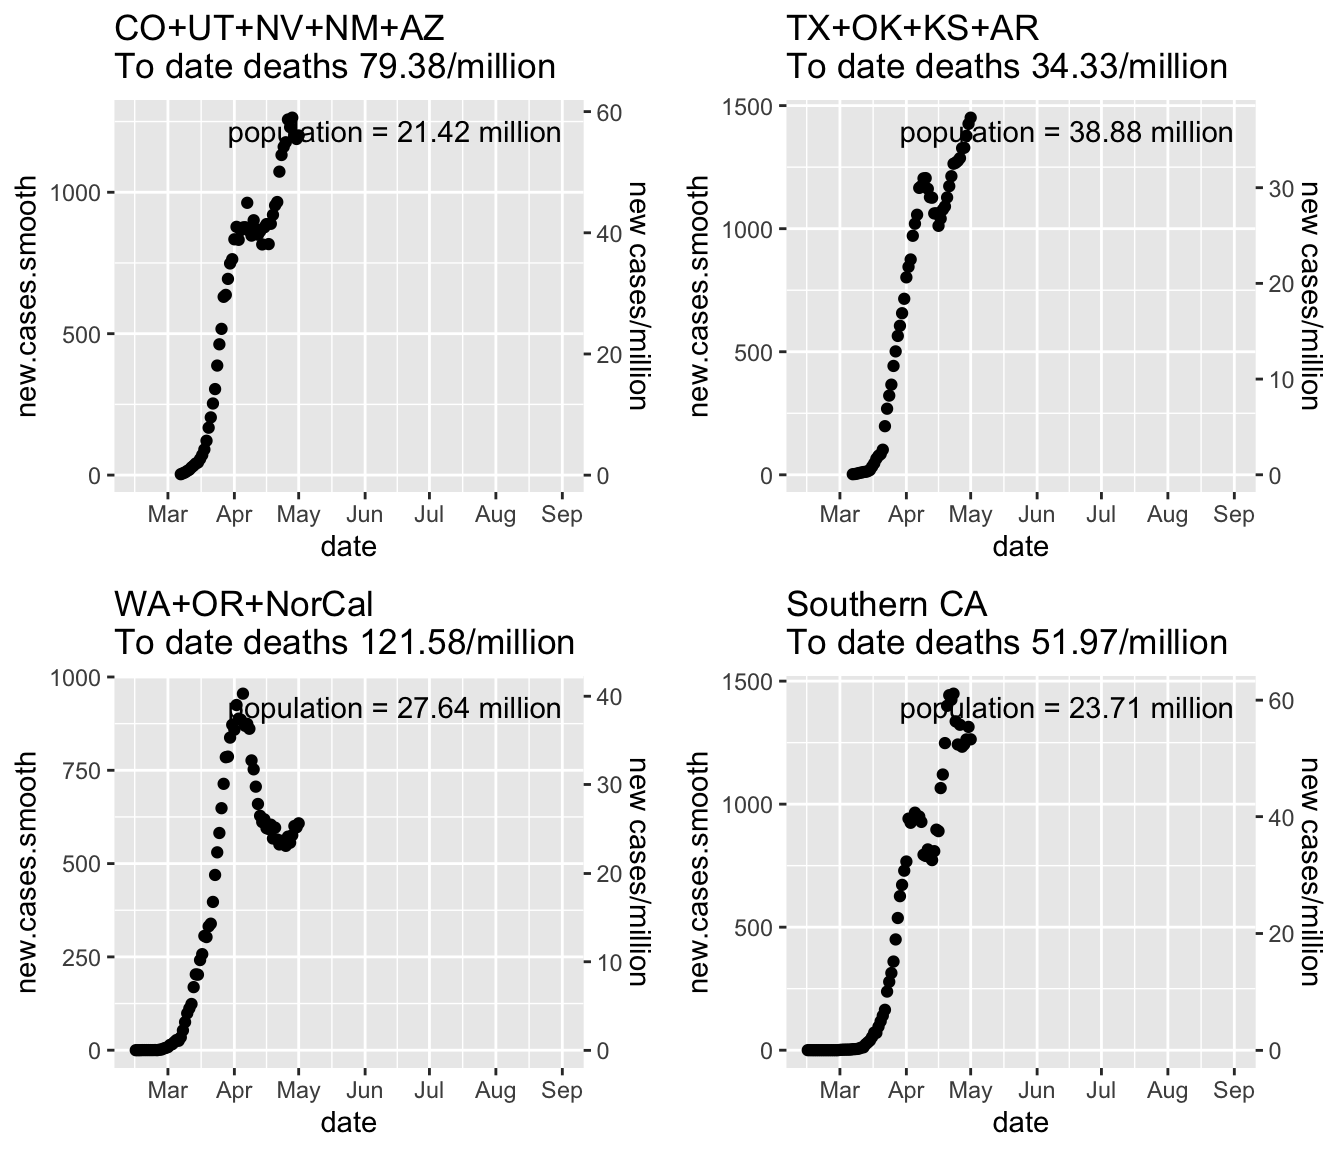 CO+UT+NV+NM+AZ
To date deaths 79.38/million
population = 21.42 million
new.cases.smooth
1000
500
0
60
40
20
0
new cases/million
Mar Apr May Jun Jul Aug Sep
date
TX+OK+KS+AR
To date deaths 34.33/million
population = 38.88 million
new.cases.smooth
1500
1000
500
0
30
20
10
0
new cases/million
Mar Apr May Jun Jul Aug Sep
date
WA+OR+NorCal
To date deaths 121.58/million
population = 27.64 million
new.cases.smooth
1000
750
500
250
0
40
30
20
10
0
new cases/million
Mar Apr May Jun Jul Aug Sep
date
Southern CA
To date deaths 51.97/million
population = 23.71 million
new.cases.smooth
1500
1000
500
0
60
40
20
0
new cases/million
Mar Apr May Jun Jul Aug Sep
date